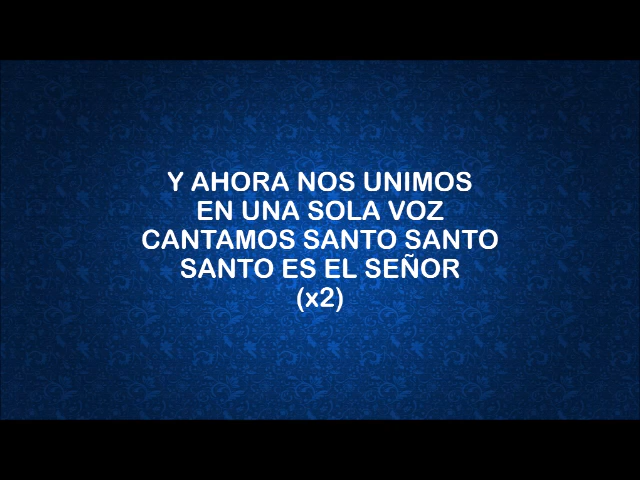 Y AHORA NOS UNIMOS
EN UNA SOLA VOZ
CANTAMOS SANTO SANTO
SANTO ES EL SEÑOR
(x2)